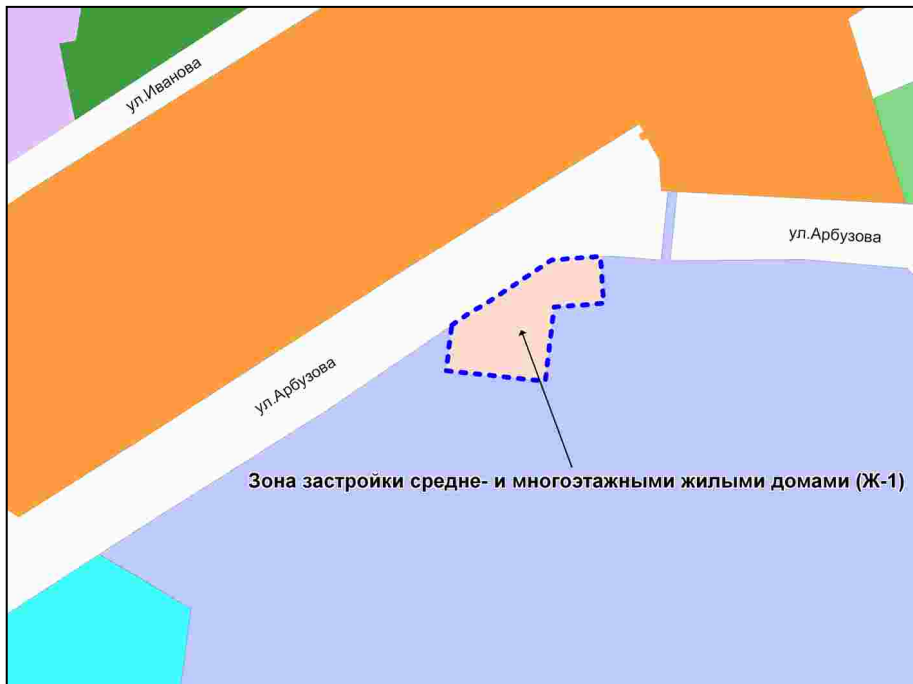 ул.Иванова
ул.Арбузова
ул.Арбузова
Зона застройки средне- и многоэтажными жилыми домами (Ж-1)